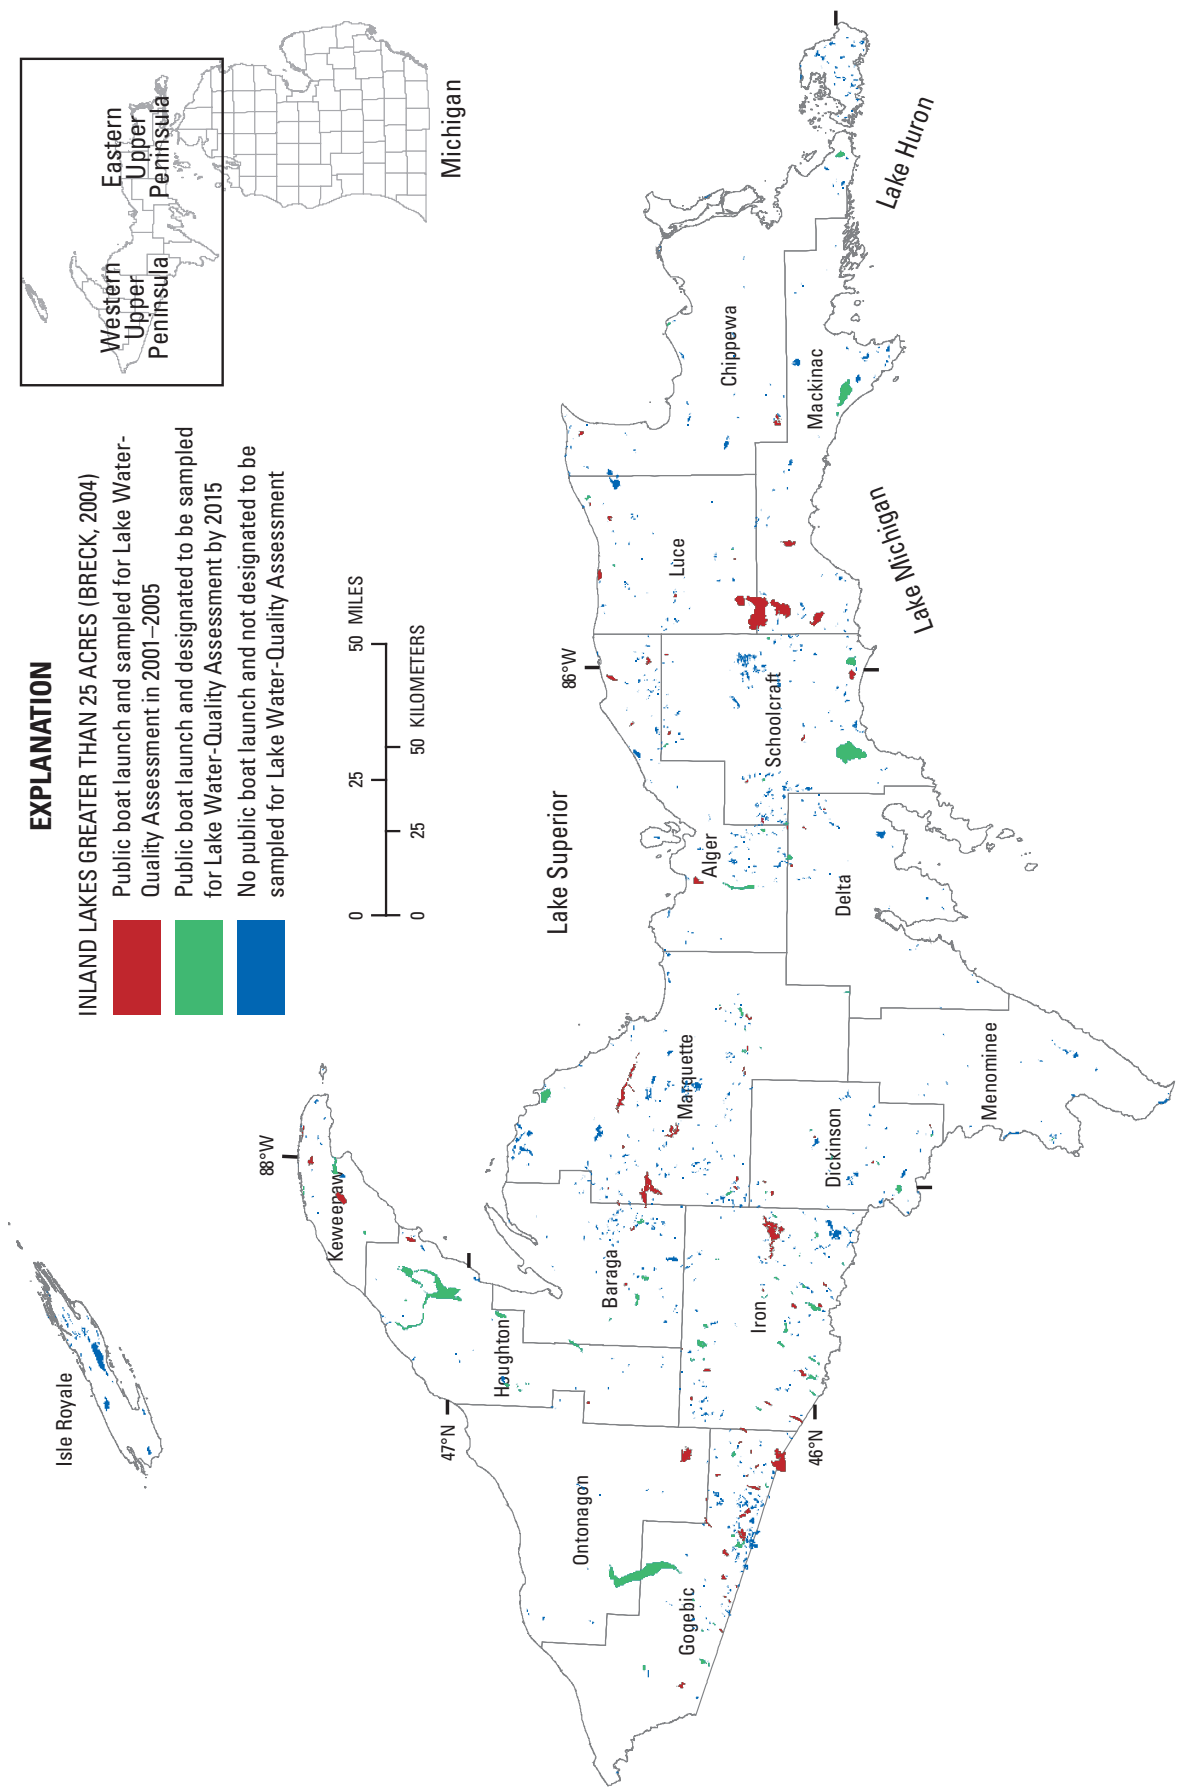 EXPLANATION
INLAND LAKES GREATER THAN 25 ACRES (BRECK, 2004)
Public boat launch and sampled for Lake Water-
Quality Assessment in 2001–2005
Public boat launch and designated to be sampled
for Lake Water-Quality Assessment by 2015
No public boat launch and not designated to be
sampled for Lake Water-Quality Assessment
0 25 50 MILES
0 25 50 KILOMETERS
Western
Upper
Peninsula
Eastern
Upper
Peninsula
Michigan
Isle Royale
88°W
86°W
47°N
46°N
Lake Superior
Lake Michigan
Lake Huron
Keweenaw
Houghton
Ontonagon
Gogebic
Baraga
Iron
Marquette
Dickinson
Menominee
Alger
Delta
Schoolcraft
Luce
Chippewa
Mackinac